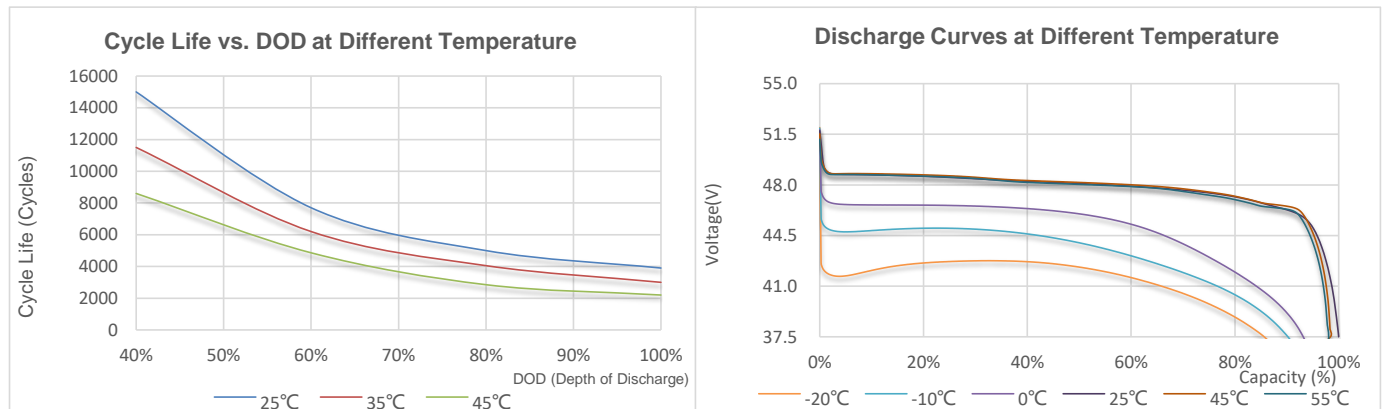 Cycle Life vs. DOD at Different Temperature
16000
14000
12000
10000
8000
6000
4000
2000
0
Cycle Life (Cycles)
40% 50% 60% 70% 80% 90% 100%
DOD (Depth of Discharge)
25℃ 35℃ 45℃
Discharge Curves at Different Temperature
55.0
51.5
48.0
44.5
41.0
37.5
Voltage(V)
0% 20% 40% 60% 80% 100%
Capacity (%)
-20℃ -10℃ 0℃ 25℃ 45℃ 55℃